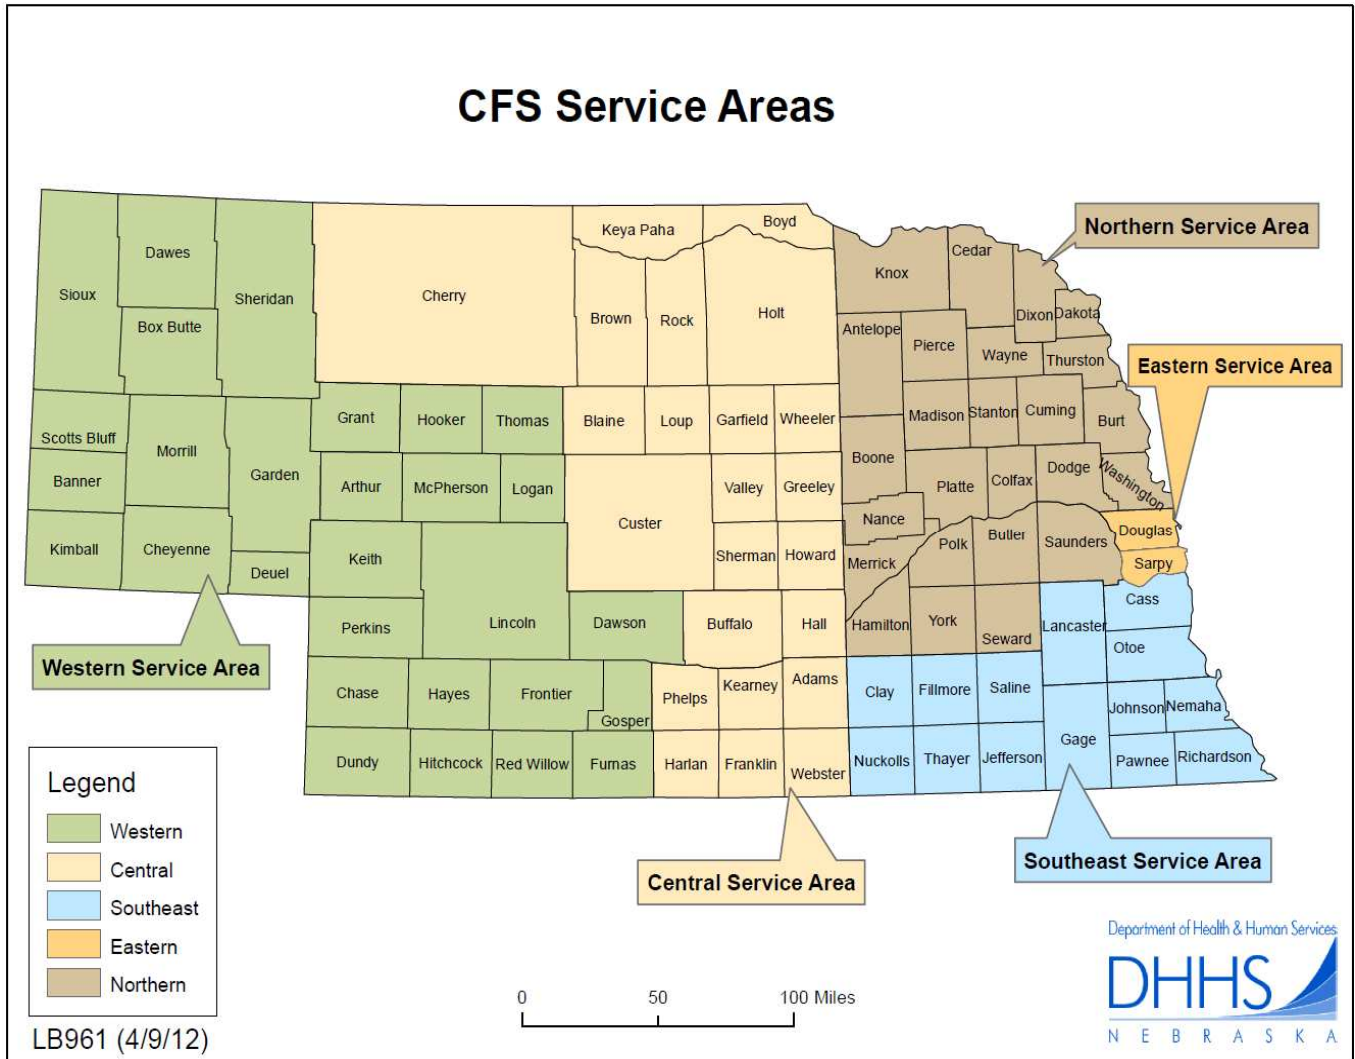 CFS Service Areas
Boyd
Keya Paha
Northern Service Area
Cedar
Dawes
Knox
Sioux
Sheridan
Cherry
Holt
Brown
Rock
Dixon
Dakota
Box Butte
Antelope
Pierce
Wayne
Thurston
Eastern Service Area
Grant
Hooker
Thomas
Blaine
Loup
Garfield
Wheeler
Madison
Stanton
Cuming
Burt
Scotts Bluff
Morrill
Garden
Boone
Banner
Arthur
McPherson
Logan
Valley
Greeley
Platte
Colfax
Dodge
Washington
Custer
Nance
Douglas
Kimball
Cheyenne
Keith
Sherman
Howard
Merrick
Polk
Butler
Saunders
Sarpy
Deuel
Cass
Perkins
Lincoln
Dawson
Buffalo
Hall
Hamilton
York
Seward
Lancaster
Otoe
Western Service Area
Chase
Hayes
Frontier
Gosper
Phelps
Kearney
Adams
Clay
Fillmore
Saline
Johnson
Nemaha
Dundy
Hitchcock
Red Willow
Furnas
Harlan
Franklin
Webster
Nuckolls
Thayer
Jefferson
Gage
Pawnee
Richardson
Southeast Service Area
Central Service Area
Legend
Western
Central
Southeast
Eastern
Northern
LB961 (4/9/12)
0 50 100 Miles
Department of Health & Human Services
DHHS
NEBRASKA